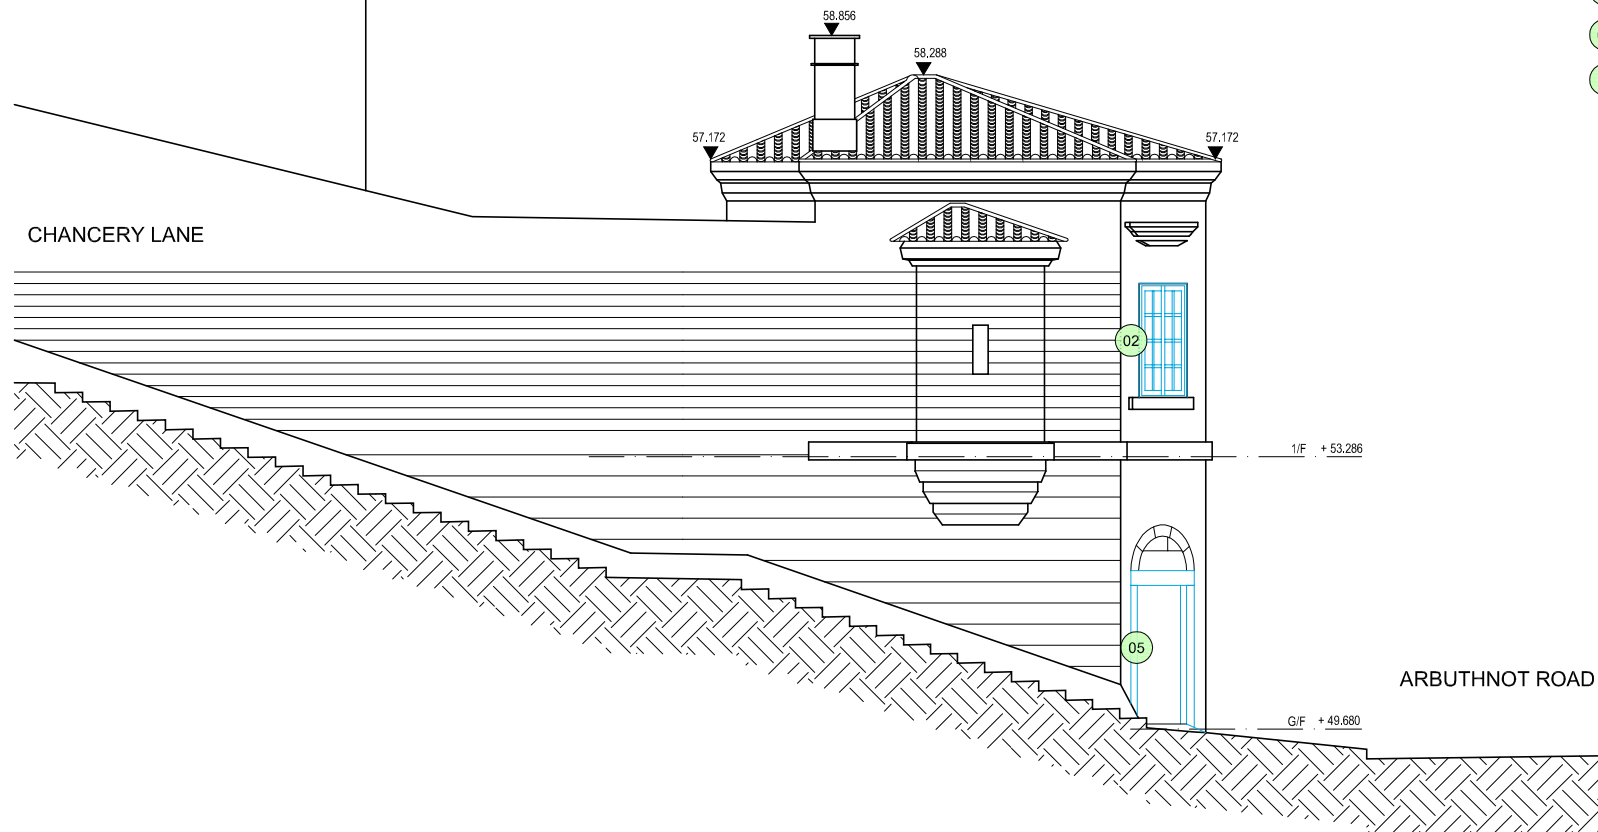 58.856
58.288
57.172
57.172
CHANCERY LANE
02
1/F + 53.286
05
ARBUTHNOT ROAD
G/F + 49.680